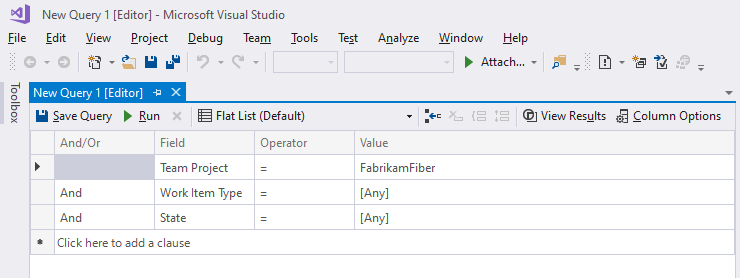 New Query 1 [Editor] - Microsoft Visual Studio
File Edit View Project Debug Team Tools Test Analyze Window Help
Attach...
Toolbox
New Query 1 [Editor]
Save Query Run Flat List (Default) View Results Column Options
And/Or Field Operator Value
Team Project = FabrikamFiber
And Work Item Type = [Any]
And State = [Any]
* Click here to add a clause